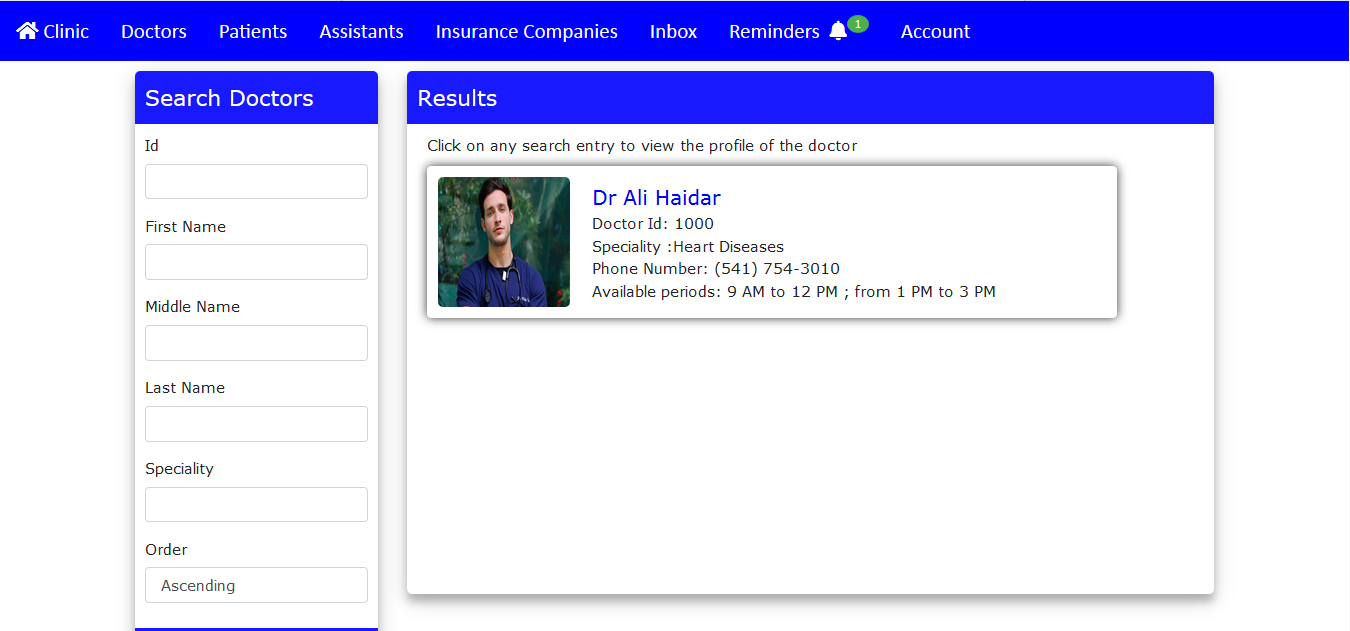 Clinic Doctors Patients Assistants Insurance Companies Inbox Reminders 1 Account
Search Doctors
Id
First Name
Middle Name
Last Name
Speciality
Order
Ascending
Results
Click on any search entry to view the profile of the doctor
Dr Ali Haidar
Doctor Id: 1000
Speciality :Heart Diseases
Phone Number: (541) 754-3010
Available periods: 9 AM to 12 PM ; from 1 PM to 3 PM